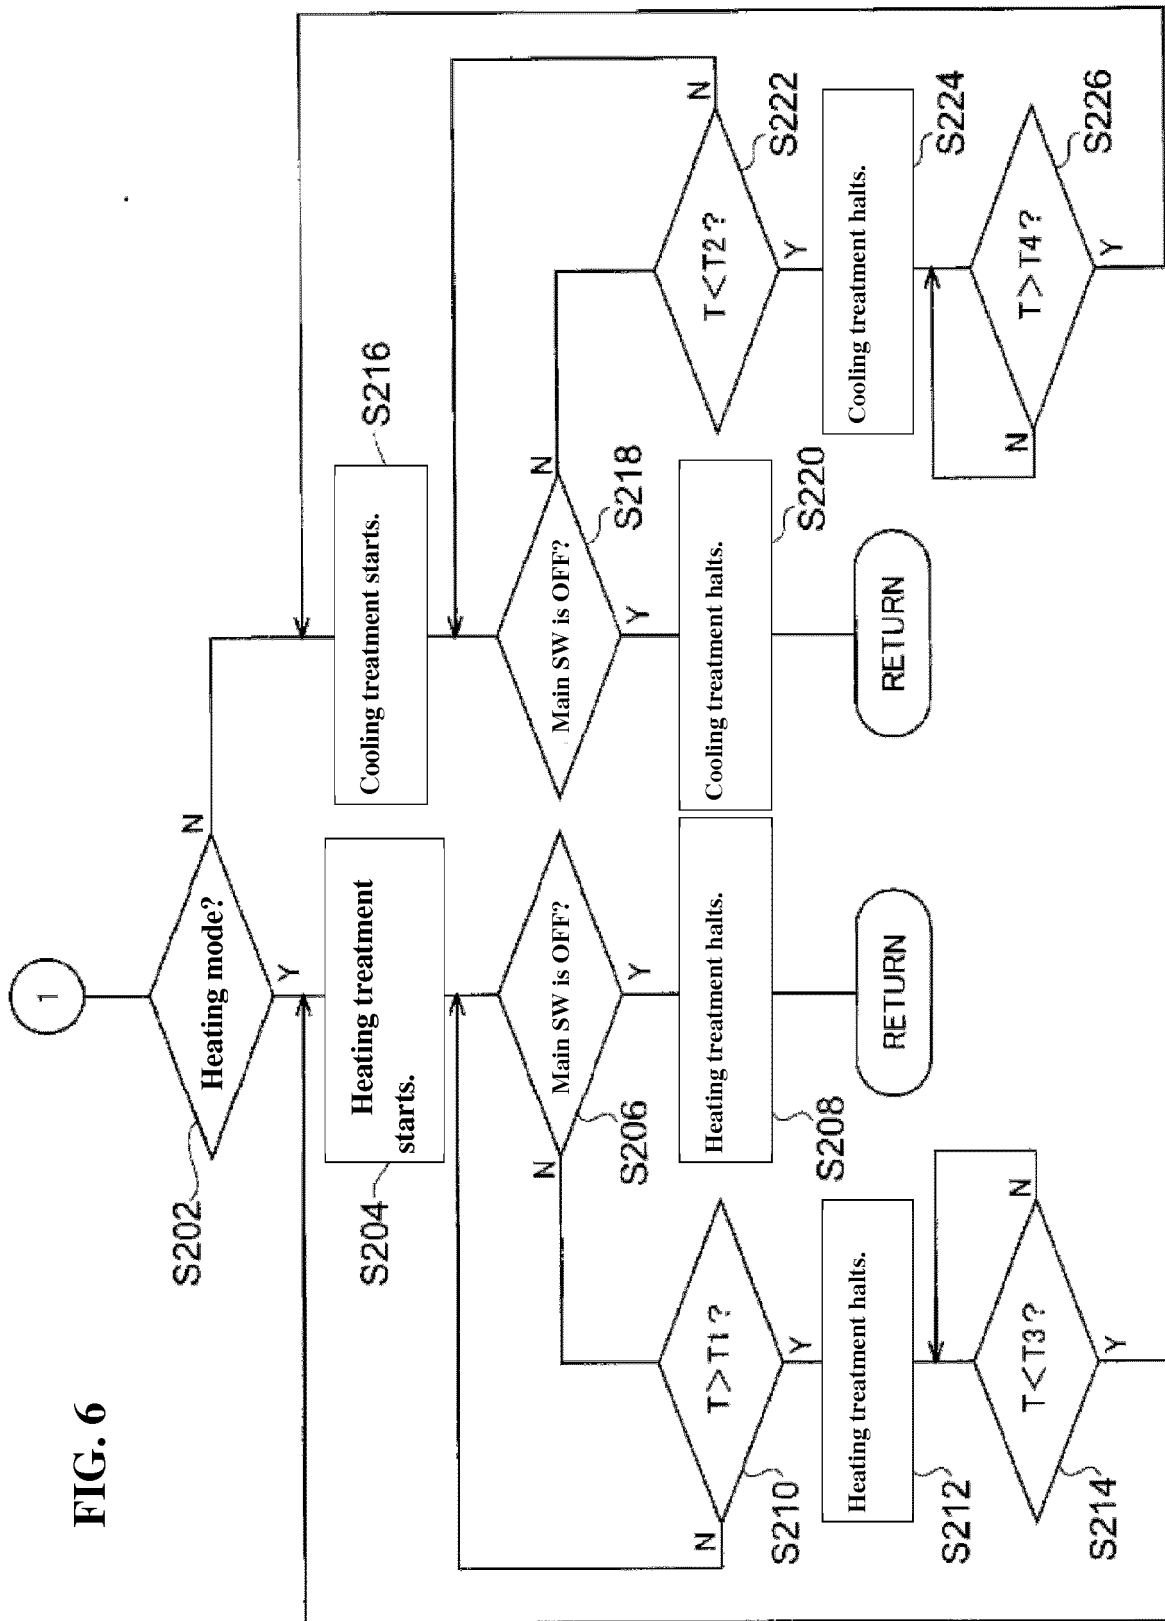 FIG. 6
1
S202
Heating mode?
N
Y
S204
Heating treatment
starts.
Cooling treatment starts.
S216
N
Main SW is OFF?
S206
Y
Main SW is OFF?
N
S218
Y
N
T>T1?
S210
Y
Heating treatment halts.
S208
Cooling treatment halts.
S220
T<T2?
N
S222
Y
Heating treatment halts.
S212
RETURN
RETURN
Cooling treatment halts.
S224
T<T3?
N
S214
Y
N
T>T4?
S226
Y